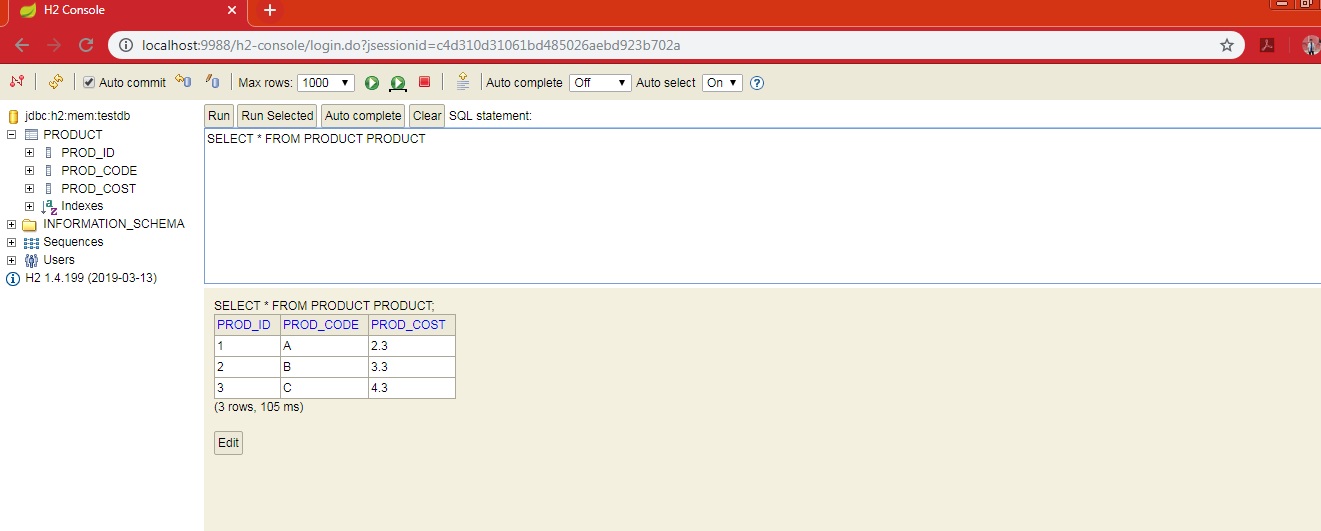 H2 Console
localhost:9988/h2-console/login.do?jsessionid=c4d310d31061bd485026aebd923b702a
Auto commit Max rows: 1000 Auto complete Off Auto select On
jdbc:h2:mem:testdb
PRODUCT
PROD_ID
PROD_CODE
PROD_COST
Indexes
INFORMATION_SCHEMA
Sequences
Users
H2 1.4.199 (2019-03-13)
Run Run Selected Auto complete Clear SQL statement:
SELECT * FROM PRODUCT PRODUCT
SELECT * FROM PRODUCT PRODUCT;
PROD_ID PROD_CODE PROD_COST
1 A 2.3
2 B 3.3
3 C 4.3
(3 rows, 105 ms)
Edit